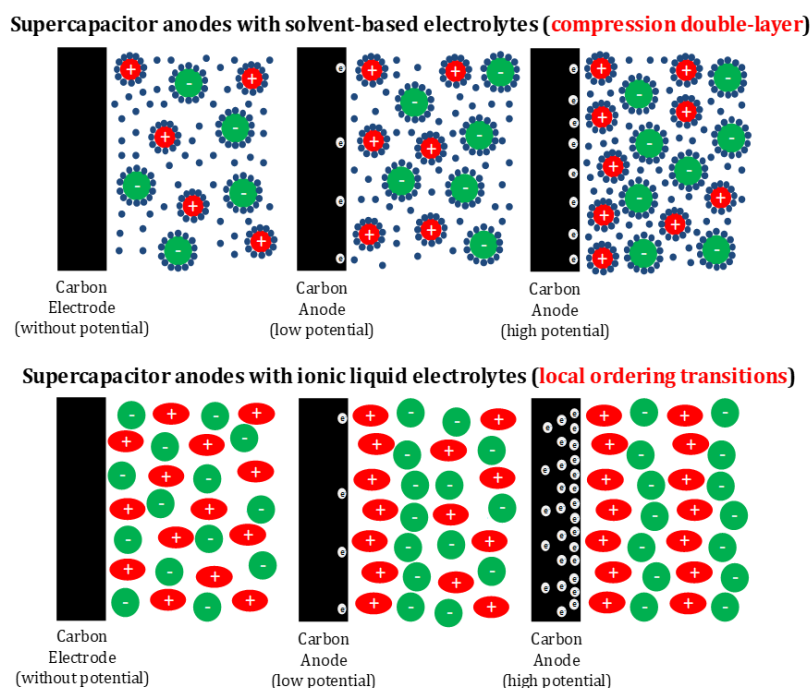 Supercapacitor anodes with solvent-based electrolytes (compression double-layer)
Carbon
Electrode
(without potential)
Carbon
Anode
(low potential)
Carbon
Anode
(high potential)
Supercapacitor anodes with ionic liquid electrolytes (local ordering transitions)
Carbon
Electrode
(without potential)
Carbon
Anode
(low potential)
Carbon
Anode
(high potential)